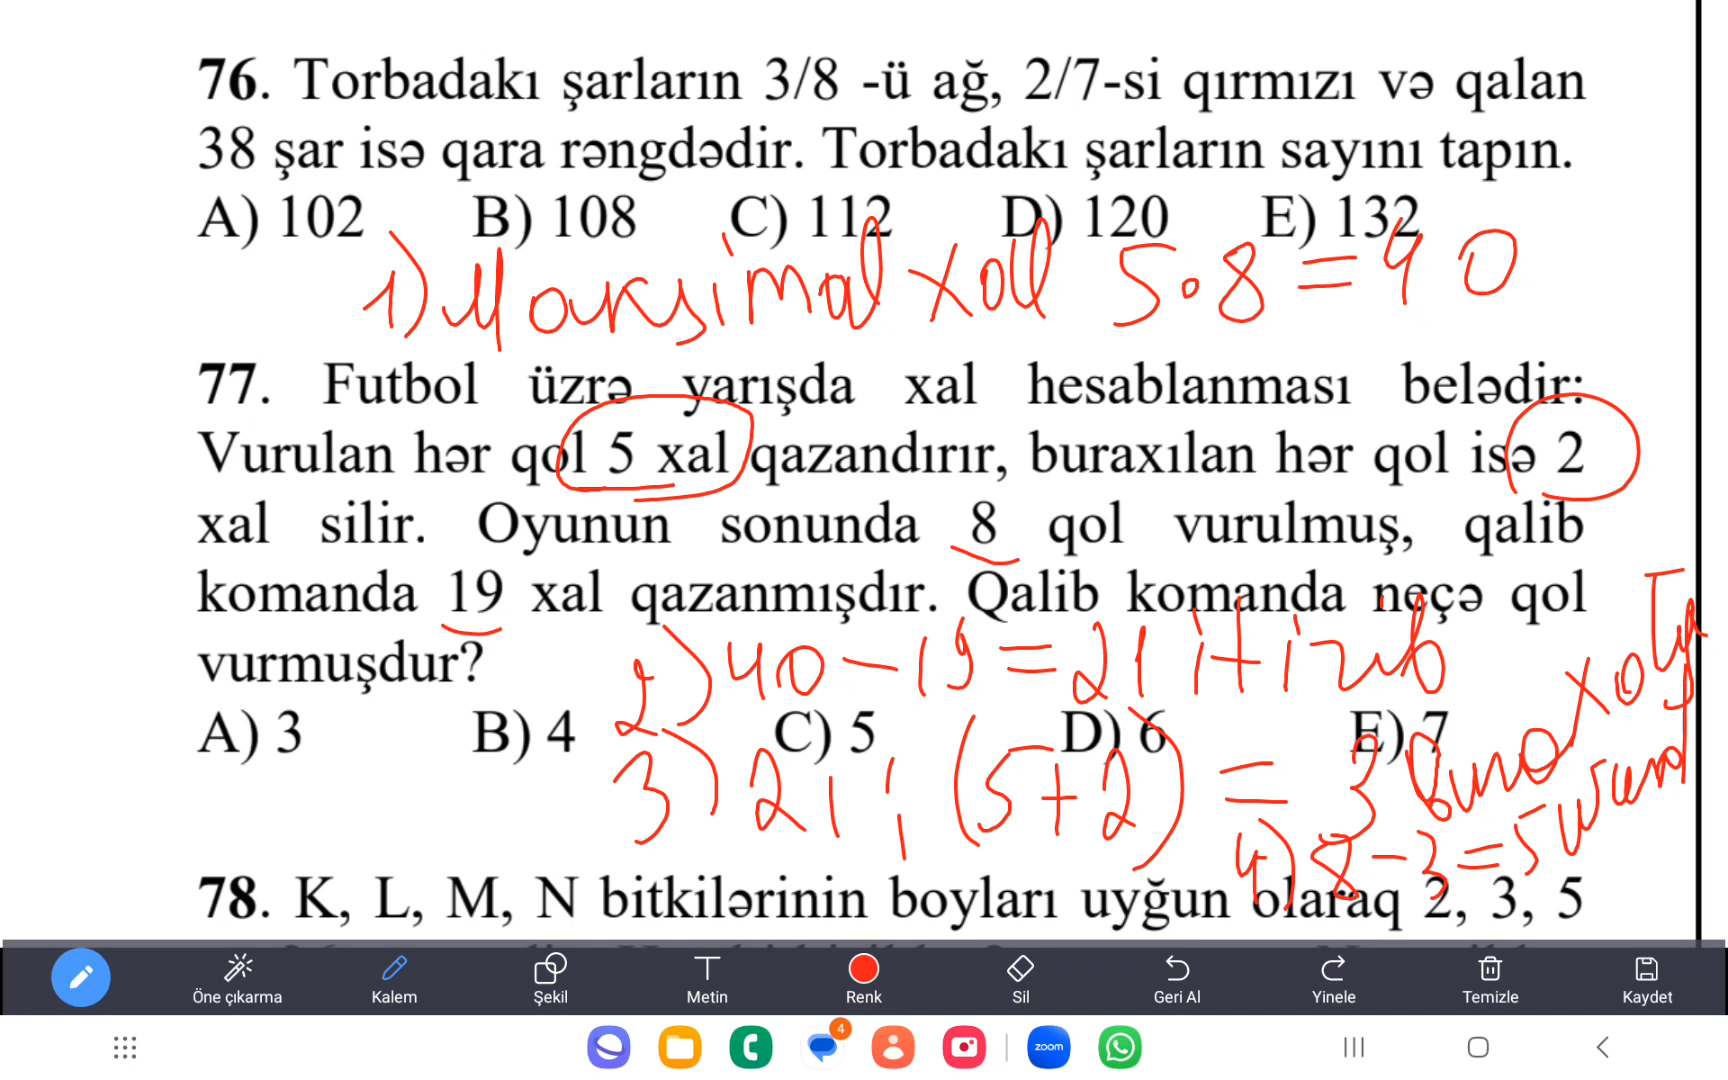 76. Torbadakı şarların 3/8 -ü ağ, 2/7-si qırmızı və qalan
38 şar isə qara rəngdədir. Torbadakı şarların sayını tapın.
A) 102 B) 108 C) 112 D) 120 E) 132
1) Maksimal xoll 5·8=40
77. Futbol üzrə yarışda xal hesablanması belədir:
Vurulan hər qol 5 xal qazandırır, buraxılan hər qol isə 2
xal silir. Oyunun sonunda 8 qol vurulmuş, qalib
komanda 19 xal qazanmışdır. Qalib komanda neçə qol
vurmuşdur?
2) 40-19=21 itizib
A) 3 B) 4 C) 5 D) 6 E) 7
3) 21:(5+2)=3
4) 8-3=5
78. K, L, M, N bitkilərinin boyları uyğun olaraq 2, 3, 5
Öne çıkarma Kalem Şekil Metin Renk Sil Geri Al Yinele Temizle Kaydet
4
zoom